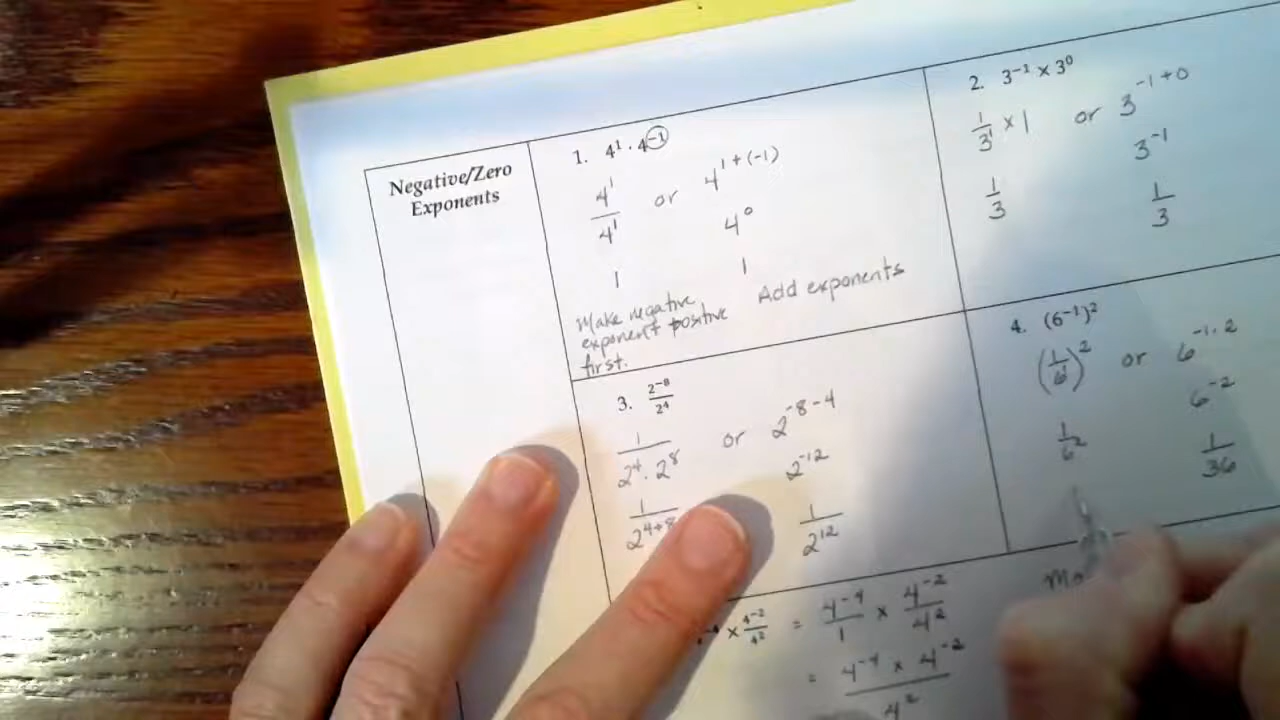 Negative/Zero
Exponents
1. 4¹ · 4⁻¹
4¹/4¹ or 4¹⁺⁽⁻¹⁾
4⁰
1 1
Make negative
exponent positive
first.
Add exponents
2. 3⁻¹ × 3⁰
1/3¹ × 1 or 3⁻¹⁺⁰
3⁻¹
1/3 1/3
3. 2⁻⁸/2⁴
1/(2⁴ · 2⁸) or 2⁻⁸⁻⁴
2⁻¹²
1/2⁴⁺⁸ 1/2¹²
4. (6⁻¹)²
(1/6¹)² or 6⁻¹·²
6⁻²
1/6² 1/36
× 4⁻²/4² = 4⁻⁴/1 × 4⁻²/4²
= (4⁻⁴ × 4⁻²)/4²